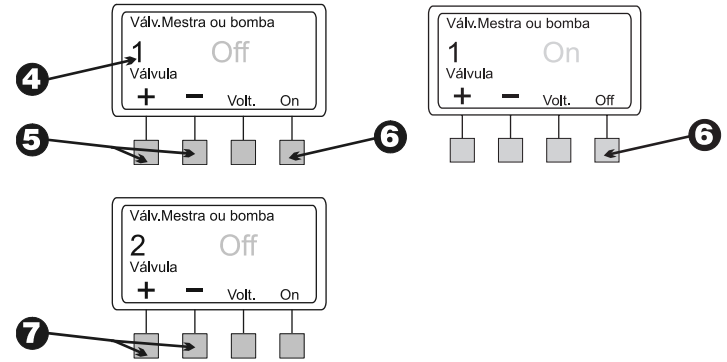 Válv.Mestra ou bomba
1 Off
Válvula
+ − Volt. On
4
5
6
Válv.Mestra ou bomba
1 On
Válvula
+ − Volt. Off
6
Válv.Mestra ou bomba
2 Off
Válvula
+ − Volt. On
7